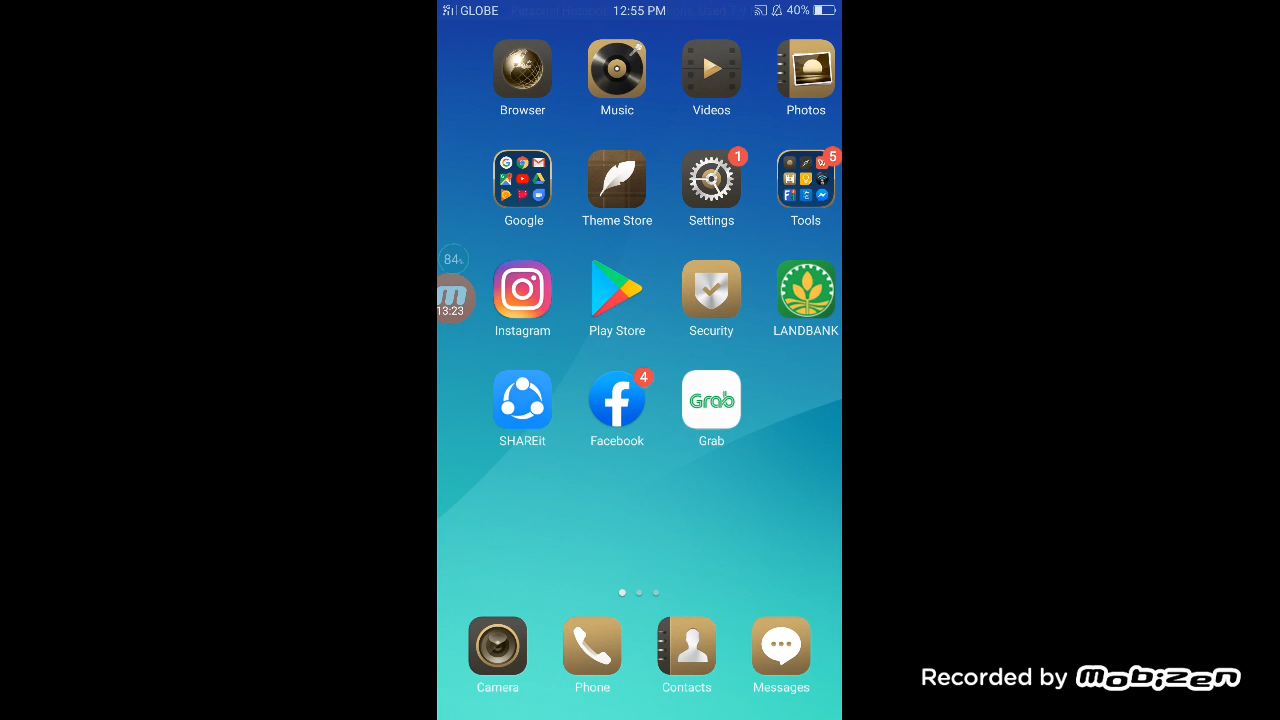 GLOBE 12:55 PM 40%
Browser Music Videos Photos
1 5
Google Theme Store Settings Tools
84%
13:23
Instagram Play Store Security LANDBANK
4
Grab
SHAREit Facebook Grab
Camera Phone Contacts Messages
Recorded by mobizen